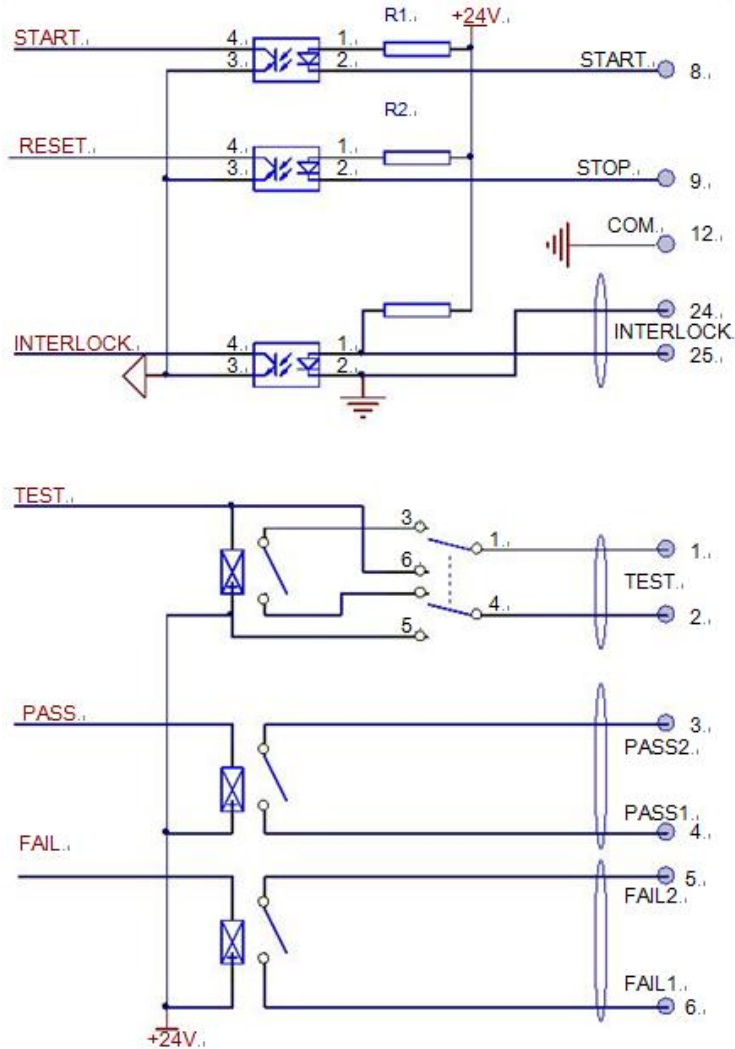 R1 +24V
START 4 1
3 2 START 8
R2
RESET 4 1
3 2 STOP 9
COM 12
24
INTERLOCK 4 1 INTERLOCK
3 2 25
TEST
3 1 1
6 TEST
4 2
5
PASS 3
PASS2
PASS1
4
FAIL 5
FAIL2
FAIL1
6
+24V